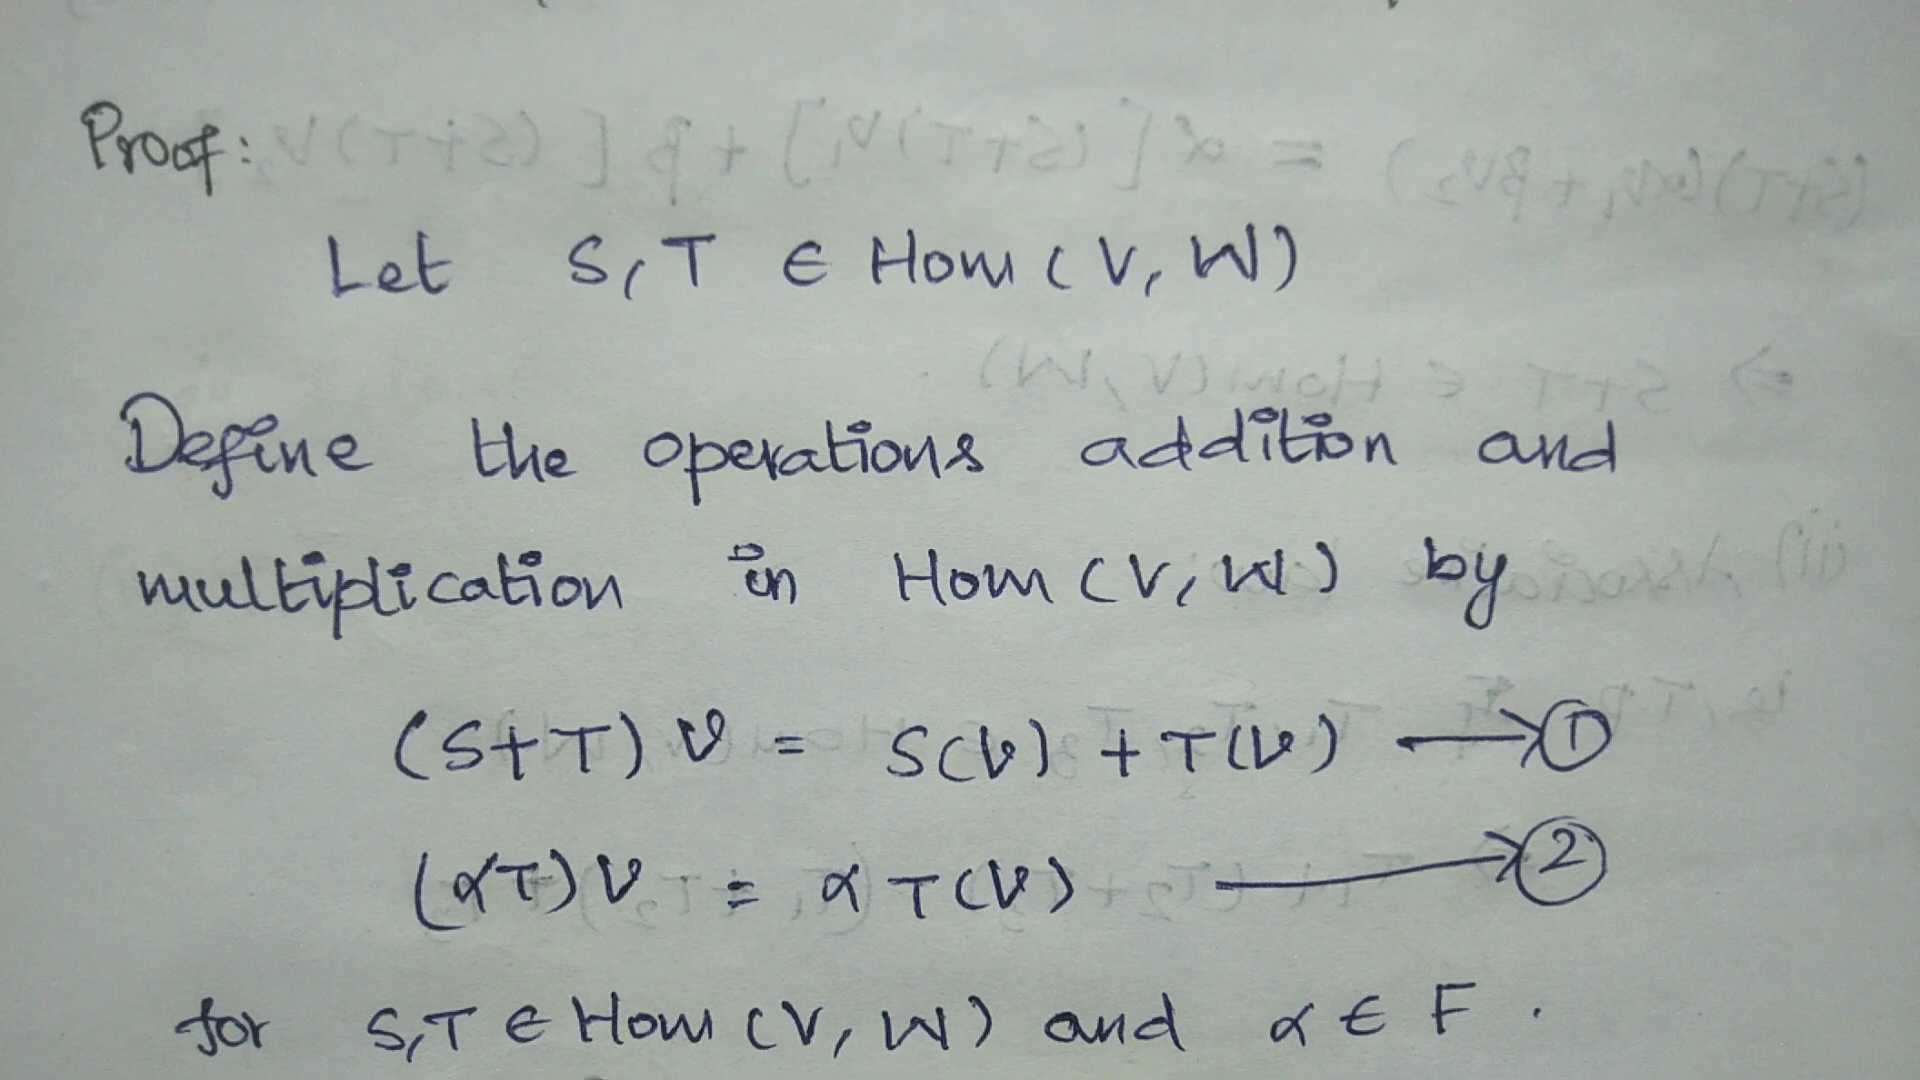 Proof:
Let S, T ∈ Hom (V, W)
Define the operations addition and
multiplication in Hom (V, W) by
(S+T) v = S(v) + T(v) → ①
(αT) v = α T(v) → ②
for S,T ∈ Hom (V, W) and α ∈ F .